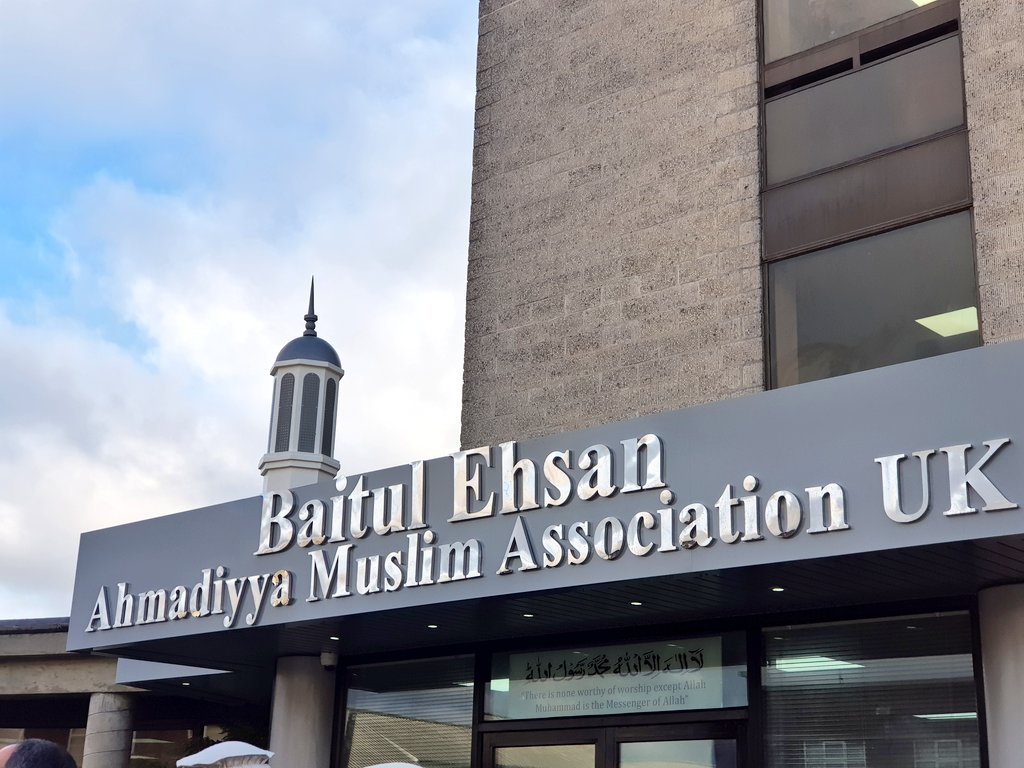 Baitul Ehsan
Ahmadiyya Muslim Association UK
لا إله إلا الله محمد رسول الله
"There is none worthy of worship except Allah
Muhammad is the Messenger of Allah"